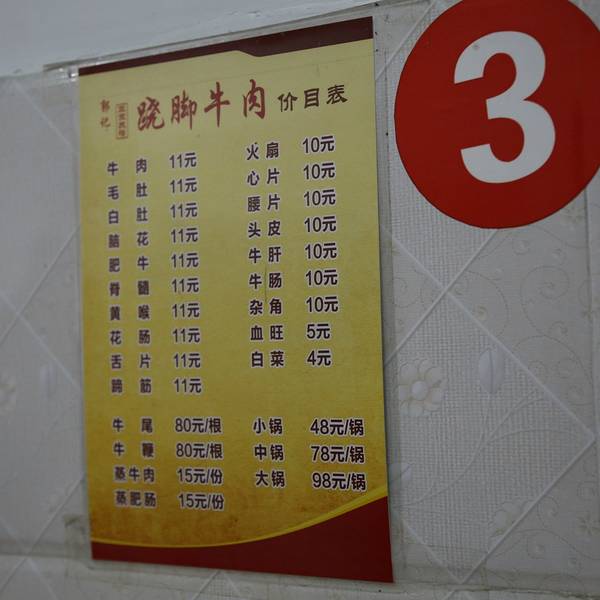 郭记 跷脚牛肉 价目表
牛肉 11元
毛肚 11元
白肚 11元
脑花 11元
肥牛 11元
脊髓 11元
黄喉 11元
花肠 11元
舌片 11元
蹄筋 11元
火扇 10元
心片 10元
腰片 10元
头皮 10元
牛肝 10元
牛肠 10元
杂角 10元
血旺 5元
白菜 4元
牛尾 80元/根
牛鞭 80元/根
蒸牛肉 15元/份
蒸肥肠 15元/份
小锅 48元/锅
中锅 78元/锅
大锅 98元/锅
3